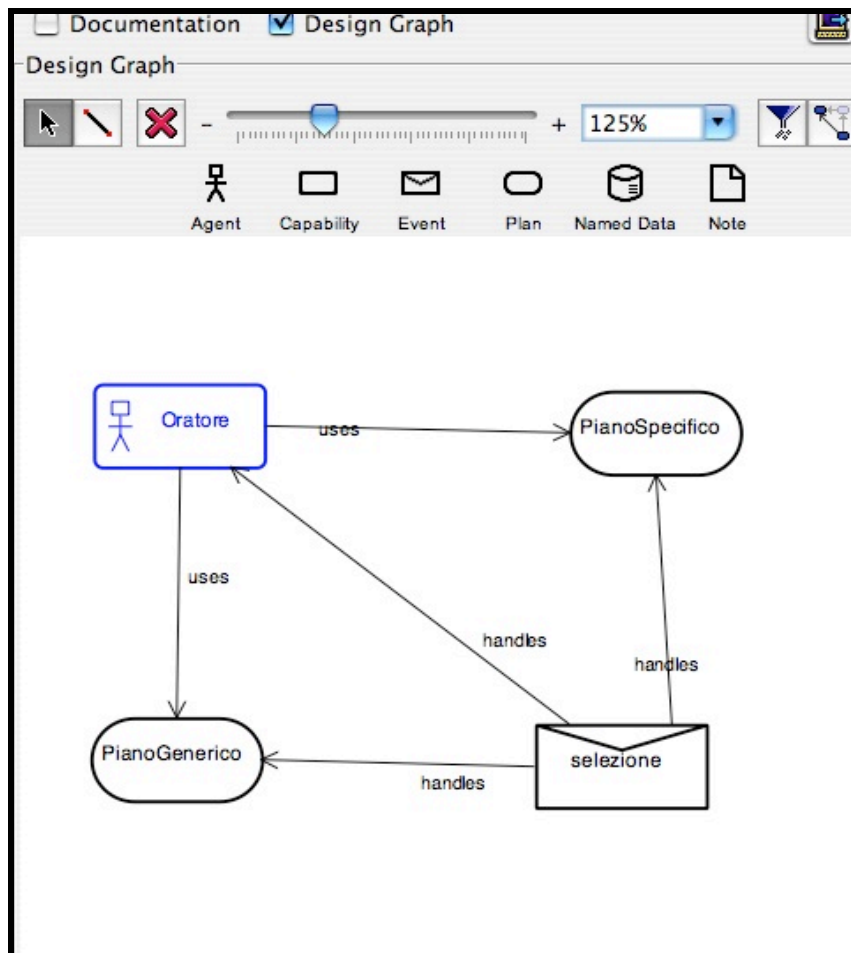 Documentation Design Graph
Design Graph
- + 125%
Agent Capability Event Plan Named Data Note
Oratore
uses
PianoSpecifico
uses
handles
handles
PianoGenerico
selezione
handles